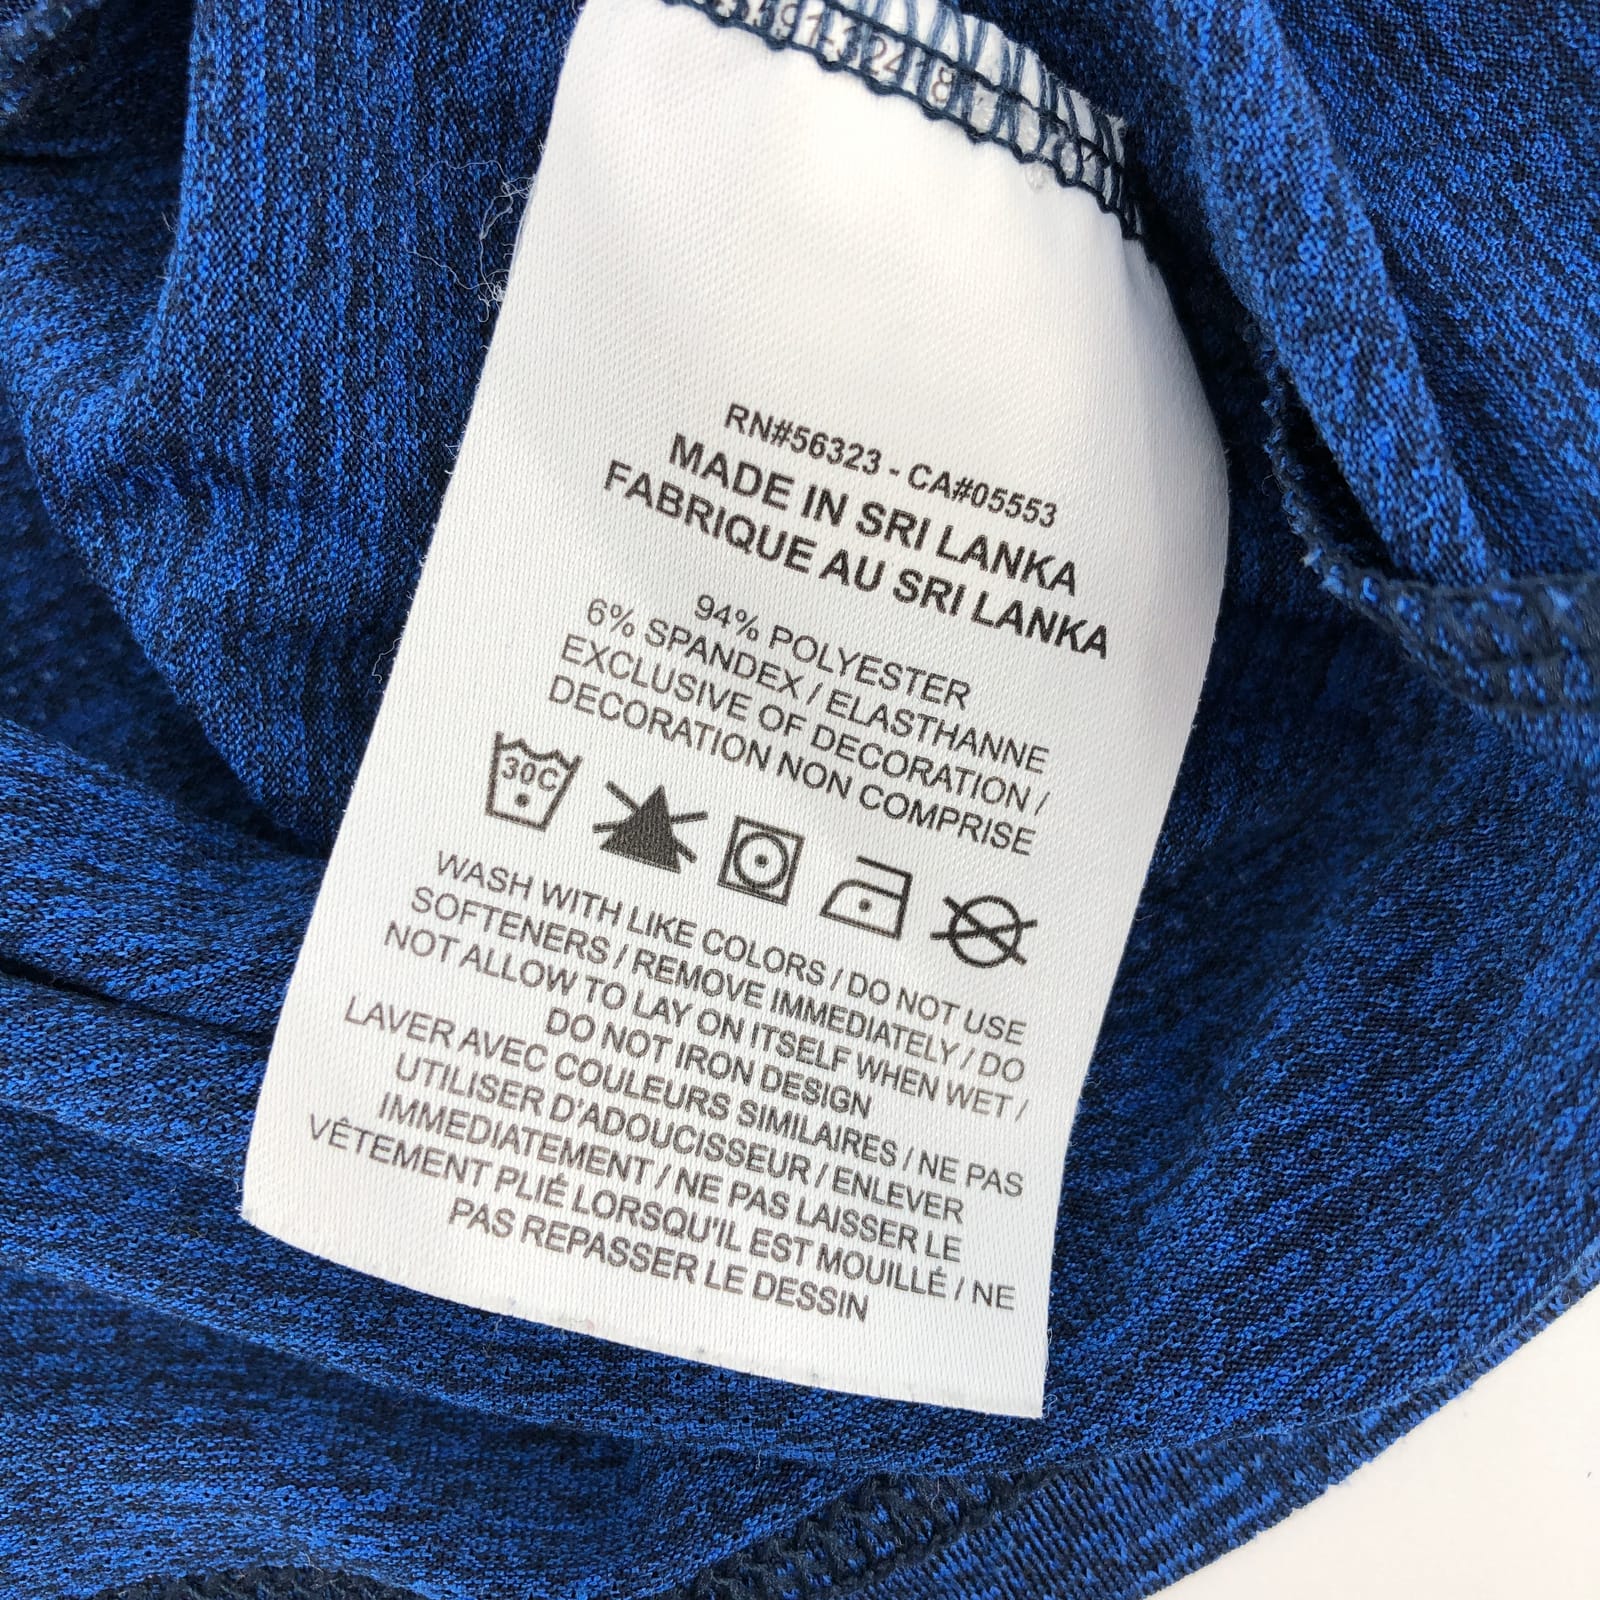 RN#56323 - CA#05553
MADE IN SRI LANKA
FABRIQUE AU SRI LANKA
94% POLYESTER
6% SPANDEX / ELASTHANNE
EXCLUSIVE OF DECORATION /
DECORATION NON COMPRISE
30C
WASH WITH LIKE COLORS / DO NOT USE
SOFTENERS / REMOVE IMMEDIATELY / DO
NOT ALLOW TO LAY ON ITSELF WHEN WET /
DO NOT IRON DESIGN
LAVER AVEC COULEURS SIMILAIRES / NE PAS
UTILISER D'ADOUCISSEUR / ENLEVER
IMMEDIATEMENT / NE PAS LAISSER LE
VÊTEMENT PLIÉ LORSQU'IL EST MOUILLÉ / NE
PAS REPASSER LE DESSIN